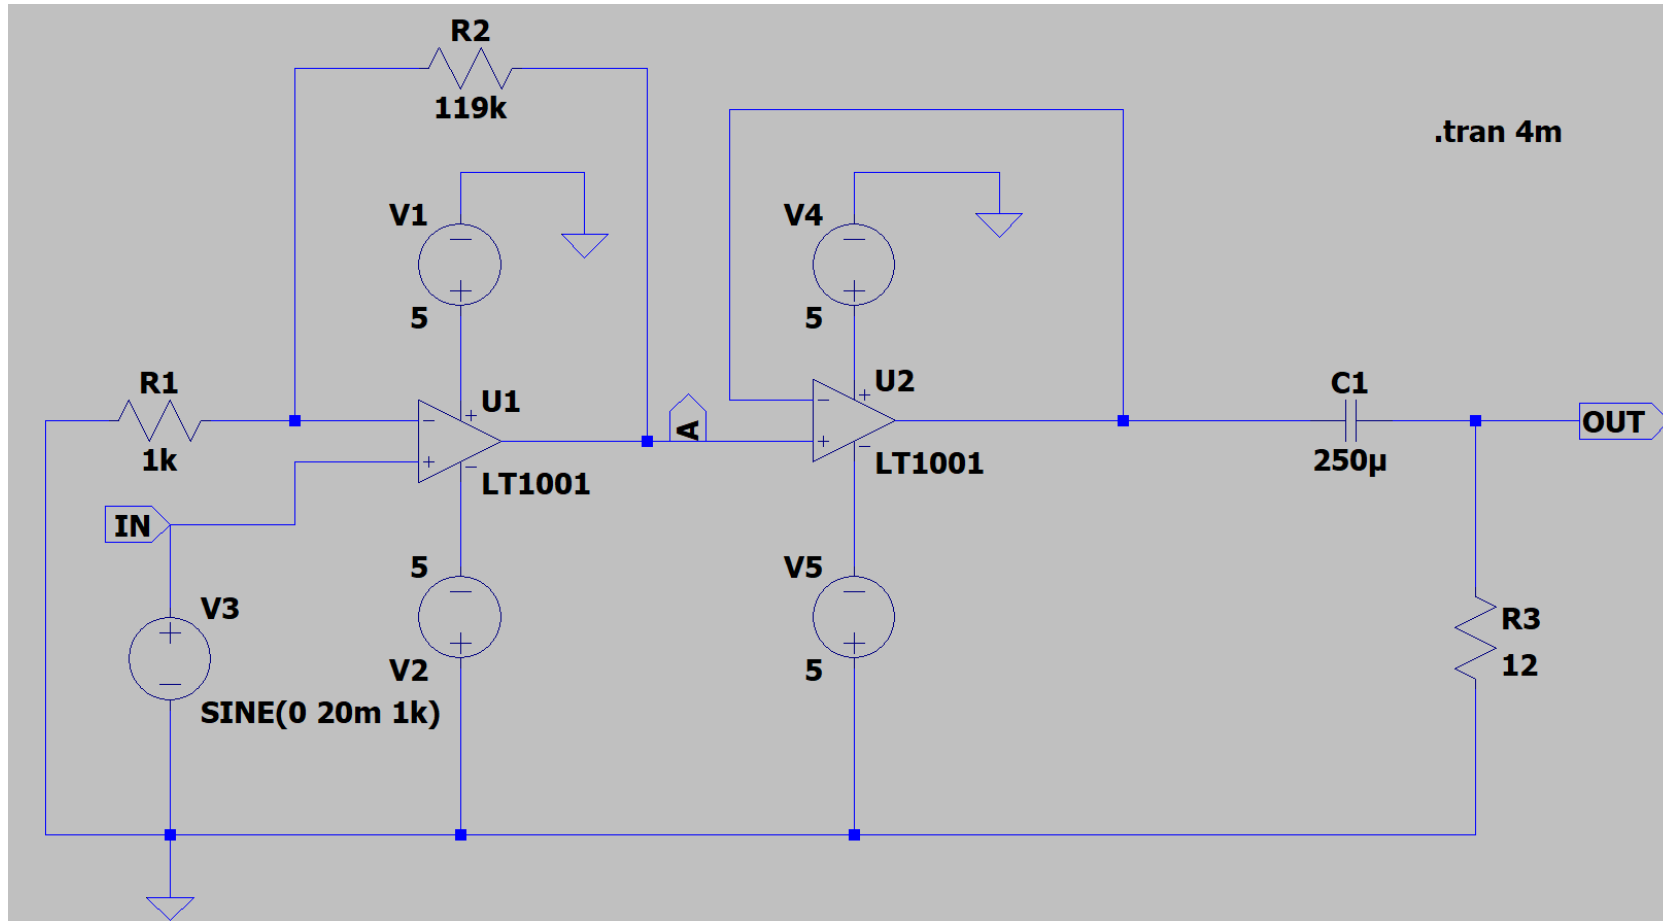 R2
119k
.tran 4m
V1
5
V4
5
R1
1k
U1
LT1001
A
U2
LT1001
C1
250µ
OUT
IN
V3
SINE(0 20m 1k)
5
V2
V5
5
R3
12